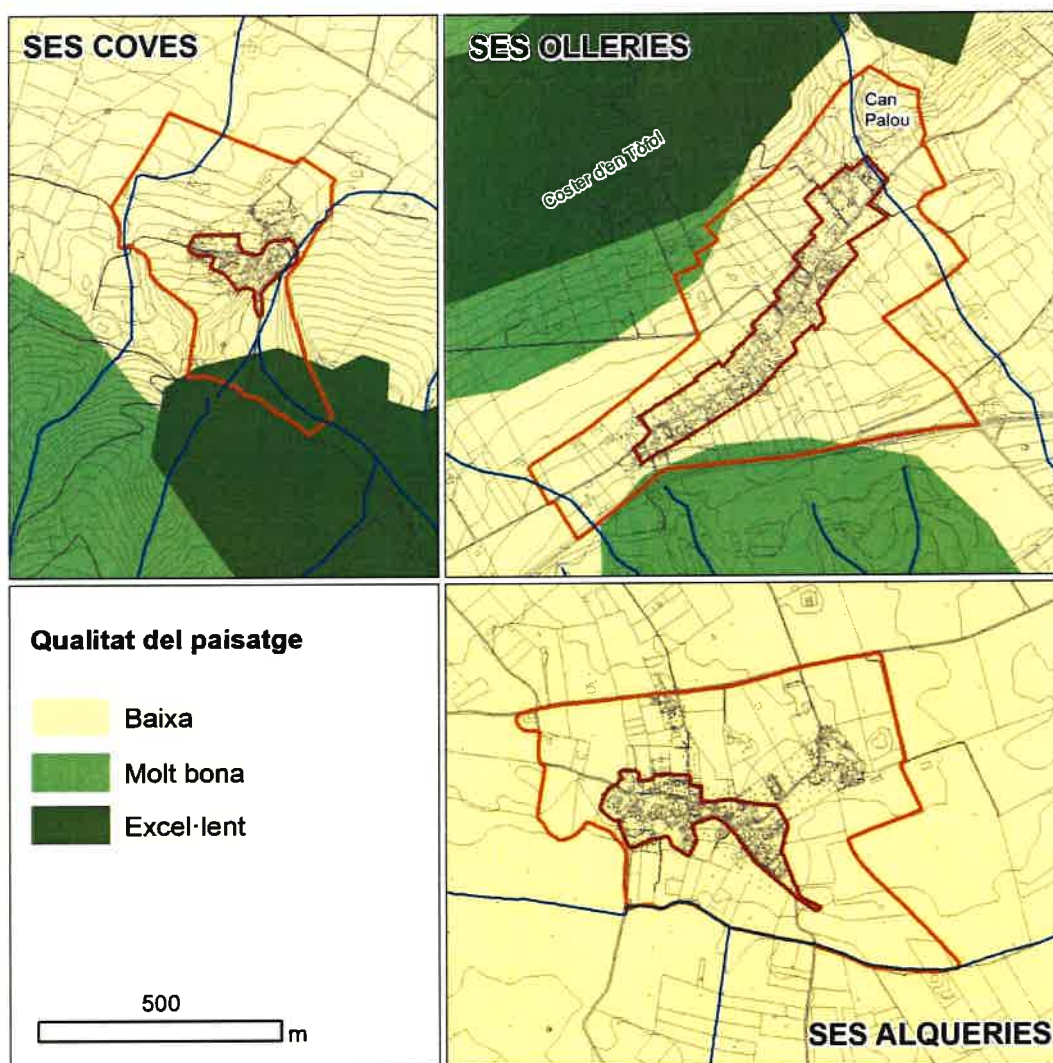 SES COVES
SES OLLERIES
Can
Palou
Coster d'en Tòfol
Qualitat del paisatge
Baixa
Molt bona
Excel·lent
500
m
SES ALQUERIES